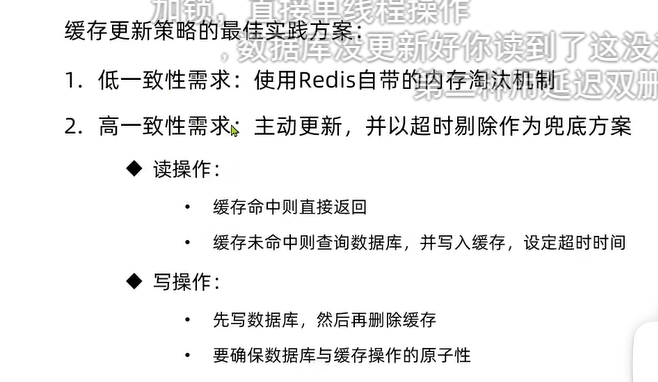 加锁，直接单线程操作
缓存更新策略的最佳实践方案：
，数据库没更新好你读到了这没
1. 低一致性需求：使用Redis自带的内存淘汰机制
第二种用延迟双删
2. 高一致性需求：主动更新，并以超时剔除作为兜底方案
◆ 读操作：
• 缓存命中则直接返回
• 缓存未命中则查询数据库，并写入缓存，设定超时时间
◆ 写操作：
• 先写数据库，然后再删除缓存
• 要确保数据库与缓存操作的原子性